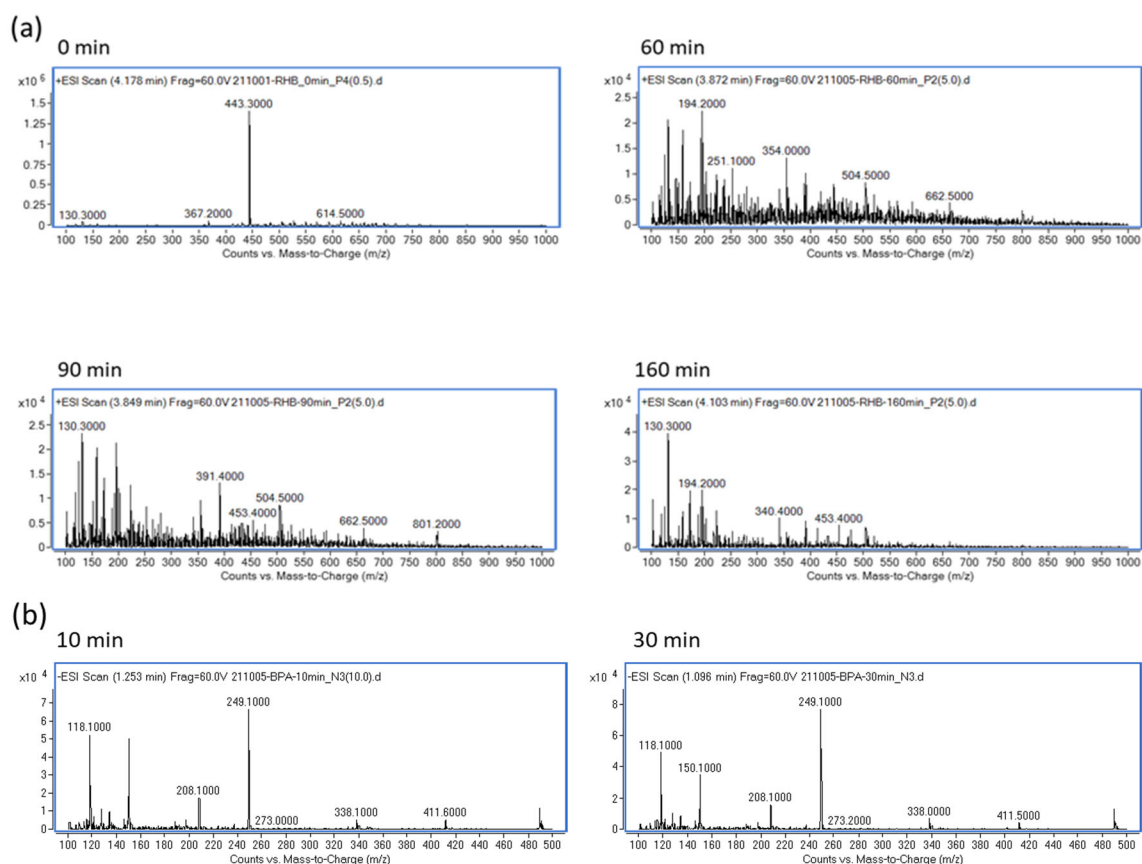 (a)
0 min
x10 6 +ESI Scan (4.178 min) Frag=60.0V 211001-RHB_0min_P4(0.5).d
1.5
1.25
1
0.75
0.5
0.25
0
443.3000
130.3000
367.2000
614.5000
100 150 200 250 300 350 400 450 500 550 600 650 700 750 800 850 900 950 1000
Counts vs. Mass-to-Charge (m/z)
60 min
x10 4 +ESI Scan (3.872 min) Frag=60.0V 211005-RHB-60min_P2(5.0).d
2.5
2
1.5
1
0.5
0
194.2000
251.1000
354.0000
504.5000
662.5000
100 150 200 250 300 350 400 450 500 550 600 650 700 750 800 850 900 950 1000
Counts vs. Mass-to-Charge (m/z)
90 min
x10 4 +ESI Scan (3.849 min) Frag=60.0V 211005-RHB-90min_P2(5.0).d
2.5
2
1.5
1
0.5
0
130.3000
391.4000
453.4000
504.5000
662.5000
801.2000
100 150 200 250 300 350 400 450 500 550 600 650 700 750 800 850 900 950 1000
Counts vs. Mass-to-Charge (m/z)
160 min
x10 4 +ESI Scan (4.103 min) Frag=60.0V 211005-RHB-160min_P2(5.0).d
4
3
2
1
0
130.3000
194.2000
340.4000
453.4000
100 150 200 250 300 350 400 450 500 550 600 650 700 750 800 850 900 950 1000
Counts vs. Mass-to-Charge (m/z)
(b)
10 min
x10 4 -ESI Scan (1.253 min) Frag=60.0V 211005-BPA-10min_N3(10.0).d
7
6
5
4
3
2
1
0
118.1000
208.1000
249.1000
273.0000
338.1000
411.6000
100 120 140 160 180 200 220 240 260 280 300 320 340 360 380 400 420 440 460 480 500
Counts vs. Mass-to-Charge (m/z)
30 min
x10 4 -ESI Scan (1.096 min) Frag=60.0V 211005-BPA-30min_N3.d
8
6
4
2
0
118.1000
150.1000
208.1000
249.1000
273.2000
338.0000
411.5000
100 120 140 160 180 200 220 240 260 280 300 320 340 360 380 400 420 440 460 480 500
Counts vs. Mass-to-Charge (m/z)